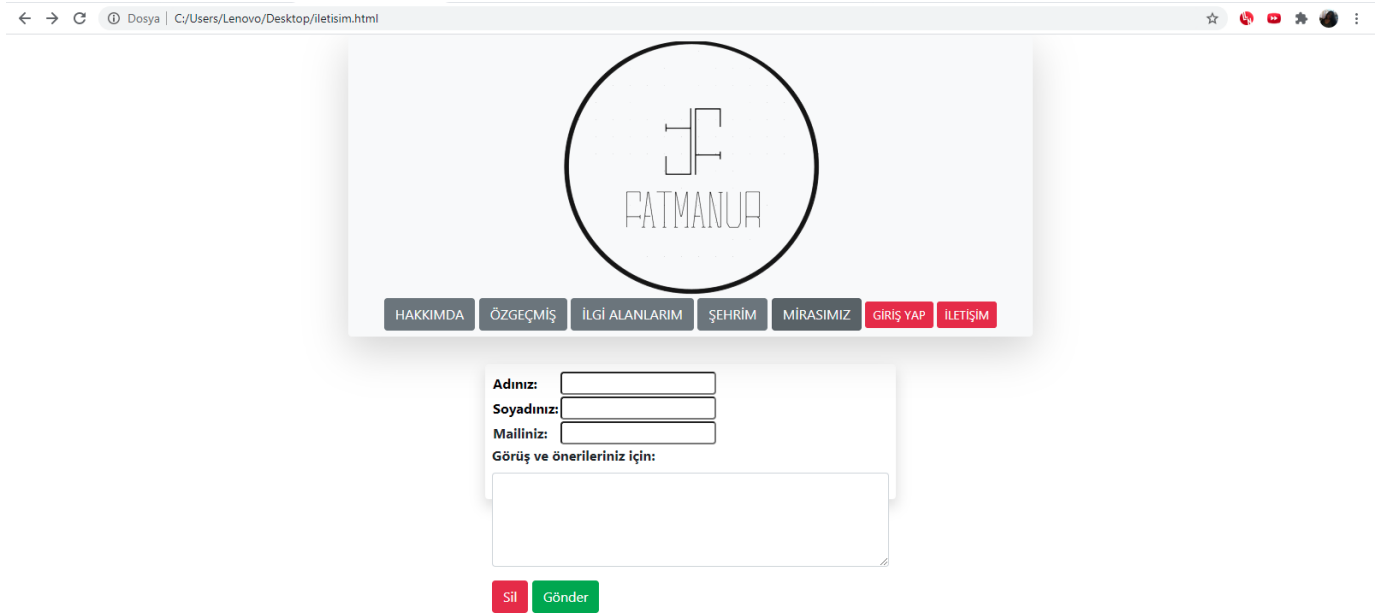 Dosya | C:/Users/Lenovo/Desktop/iletisim.html
FATMANUR
HAKKIMDA ÖZGEÇMİŞ İLGİ ALANLARIM ŞEHRİM MİRASIMIZ GİRİŞ YAP İLETİŞİM
Adınız:
Soyadınız:
Mailiniz:
Görüş ve önerileriniz için:
Sil Gönder